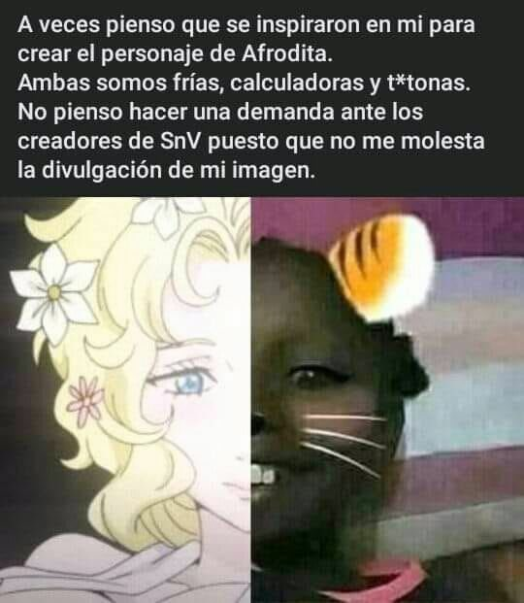 A veces pienso que se inspiraron en mi para
crear el personaje de Afrodita.
Ambas somos frías, calculadoras y t*tonas.
No pienso hacer una demanda ante los
creadores de SnV puesto que no me molesta
la divulgación de mi imagen.